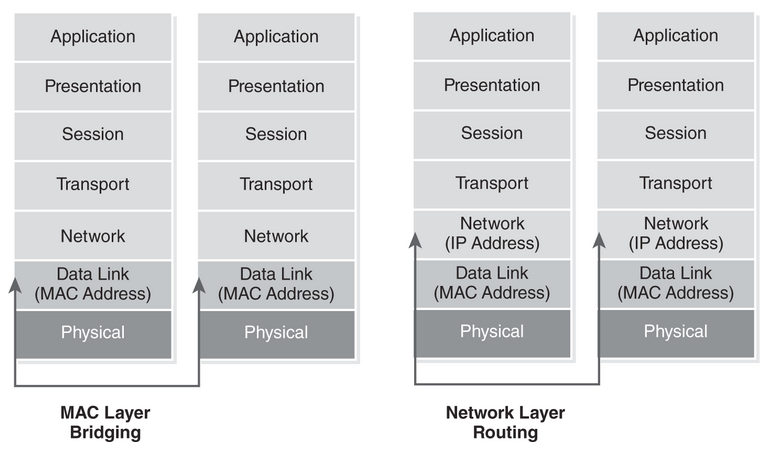 Application
Presentation
Session
Transport
Network
Data Link
(MAC Address)
Physical
Application
Presentation
Session
Transport
Network
Data Link
(MAC Address)
Physical
MAC Layer
Bridging
Application
Presentation
Session
Transport
Network
(IP Address)
Data Link
(MAC Address)
Physical
Application
Presentation
Session
Transport
Network
(IP Address)
Data Link
(MAC Address)
Physical
Network Layer
Routing